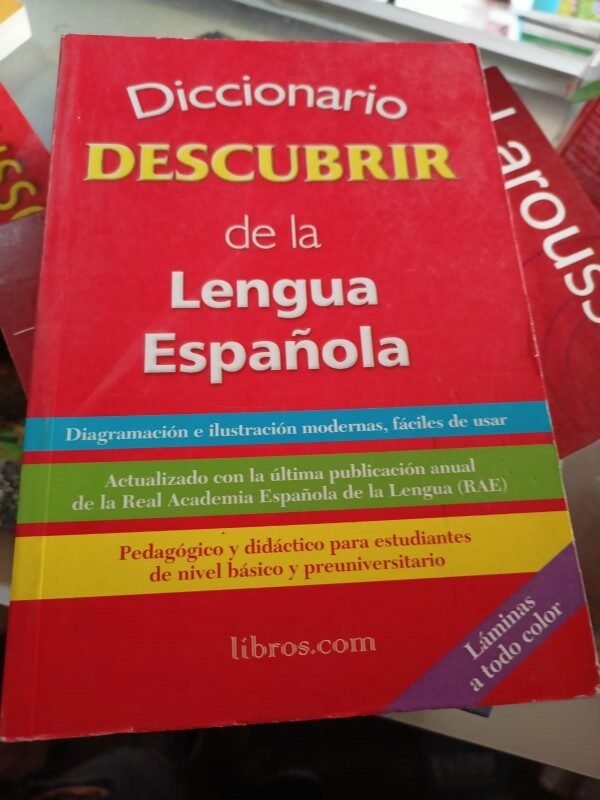 Diccionario
DESCUBRIR
de la
Lengua
Española
Diagramación e ilustración modernas, fáciles de usar
Actualizado con la última publicación anual
de la Real Academia Española de la Lengua (RAE)
Pedagógico y didáctico para estudiantes
de nivel básico y preuniversitario
libros.com
Láminas
a todo color
Larouss